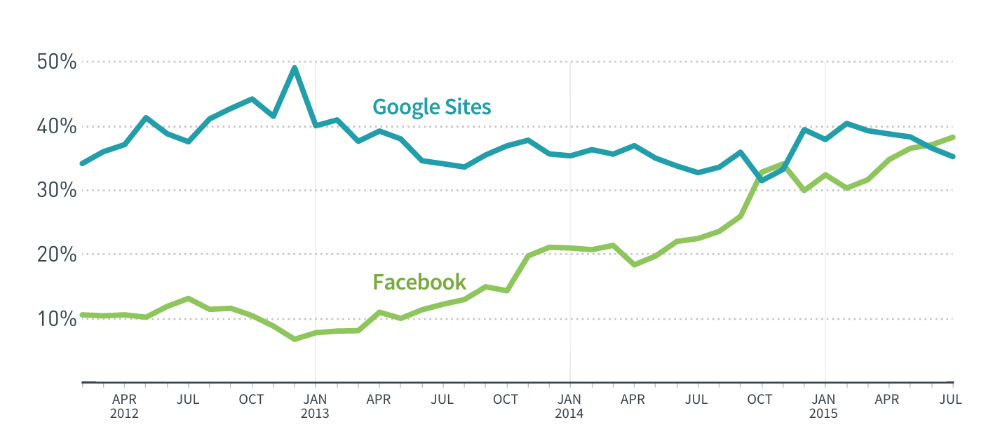 50%
Google Sites
40%
30%
20%
Facebook
10%
APR JUL OCT JAN APR JUL OCT JAN APR JUL OCT JAN APR JUL
2012 2013 2014 2015